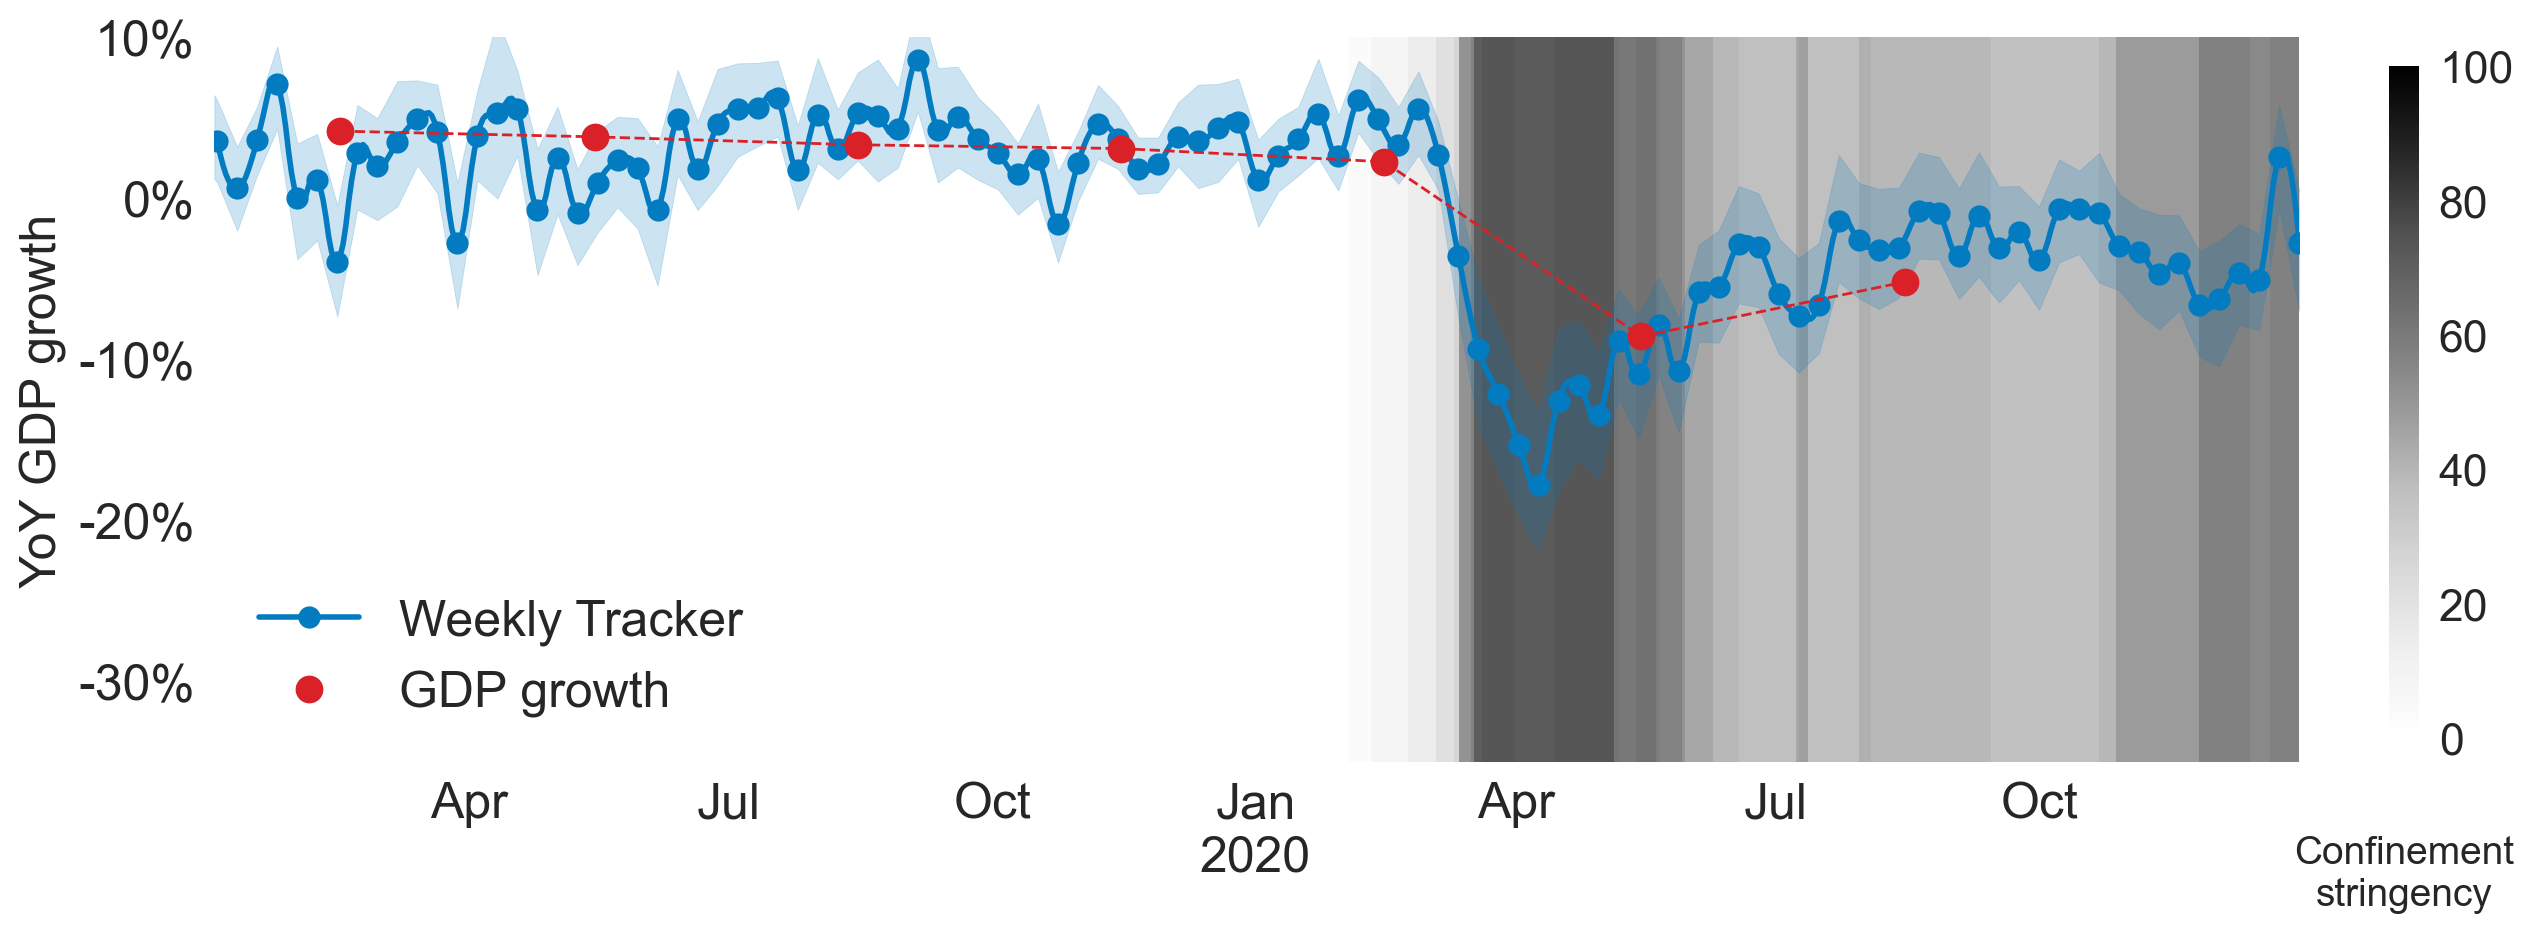 10%
0%
-10%
-20%
-30%
YoY GDP growth
Weekly Tracker
GDP growth
Apr
Jul
Oct
Jan
2020
Apr
Jul
Oct
100
80
60
40
20
0
Confinement
stringency